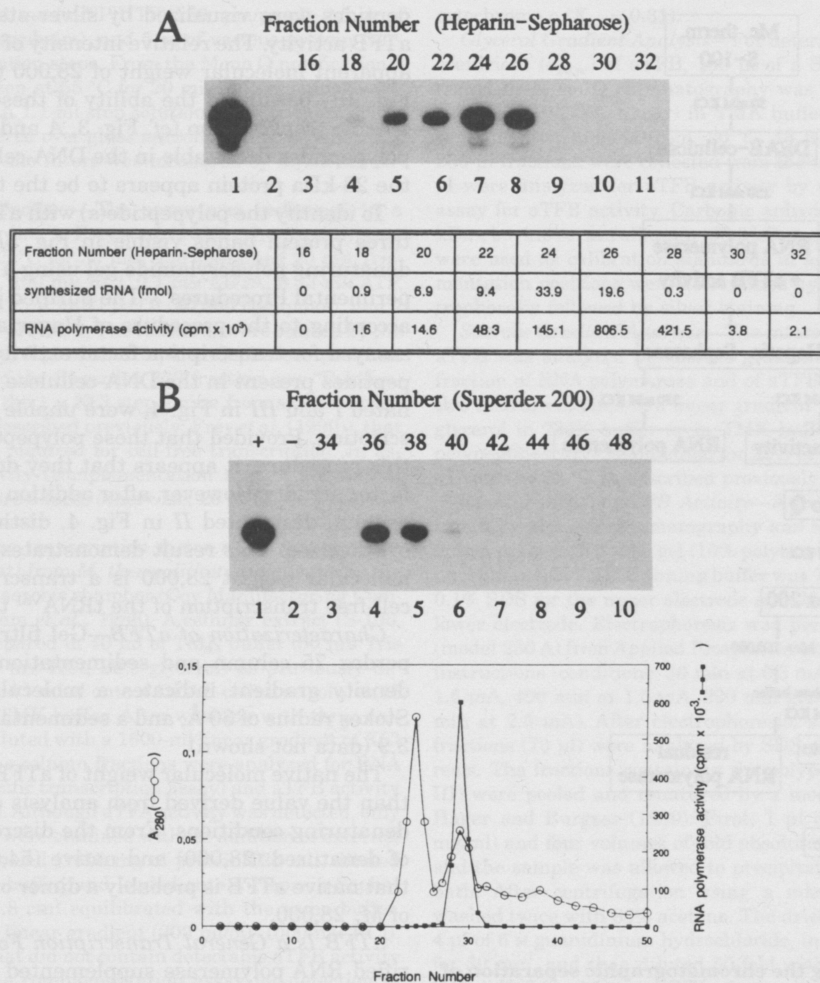 A Fraction Number (Heparin-Sepharose)
16 18 20 22 24 26 28 30 32
1 2 3 4 5 6 7 8 9 10 11
Fraction Number (Heparin-Sepharose) 16 18 20 22 24 26 28 30 32
synthesized tRNA (fmol) 0 0.9 6.9 11.5 33.9 19.6 0.3 0 0
RNA polymerase activity (cpm x 10⁻³) 0 1.6 14.6 48.3 145.1 806.5 421.5 3.8 2.1
B Fraction Number (Superdex 200)
+ − 34 36 38 40 42 44 46 48
1 2 3 4 5 6 7 8 9 10
0,15
0,1
0,05
0
A280 (O-O)
700
600
500
400
300
200
100
0
RNA polymerase activity (cpm x 10⁻³, )
0 10 20 30 40 50
Fraction Number